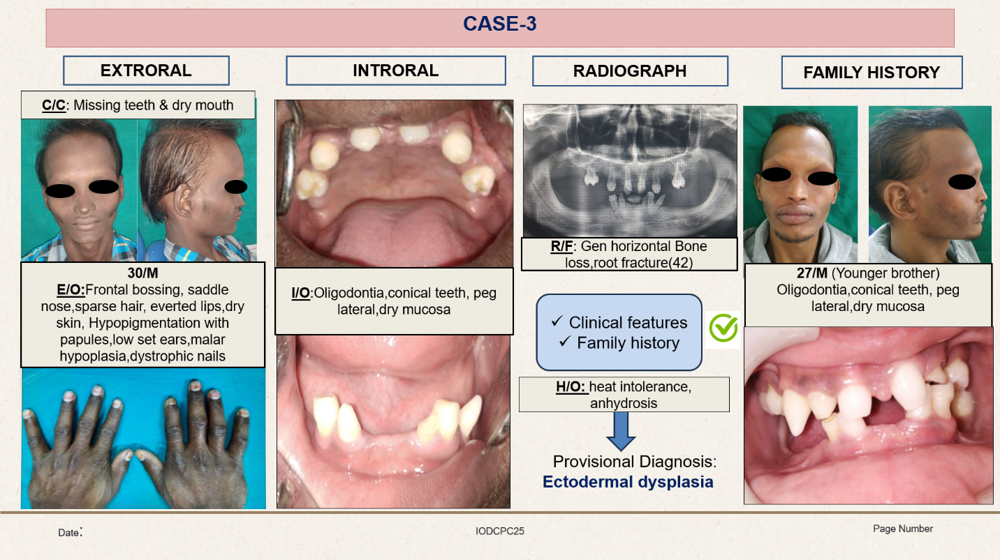 CASE-3
EXTRORAL
C/C: Missing teeth & dry mouth
30/M
E/O:Frontal bossing, saddle
nose,sparse hair, everted lips,dry
skin, Hypopigmentation with
papules,low set ears,malar
hypoplasia,dystrophic nails
INTRORAL
I/O:Oligodontia,conical teeth, peg
lateral,dry mucosa
RADIOGRAPH
R/F: Gen horizontal Bone
loss,root fracture(42)
✓ Clinical features
✓ Family history
H/O: heat intolerance,
anhydrosis
Provisional Diagnosis:
Ectodermal dysplasia
FAMILY HISTORY
27/M (Younger brother)
Oligodontia,conical teeth, peg
lateral,dry mucosa
Date:
IODCPC25
Page Number